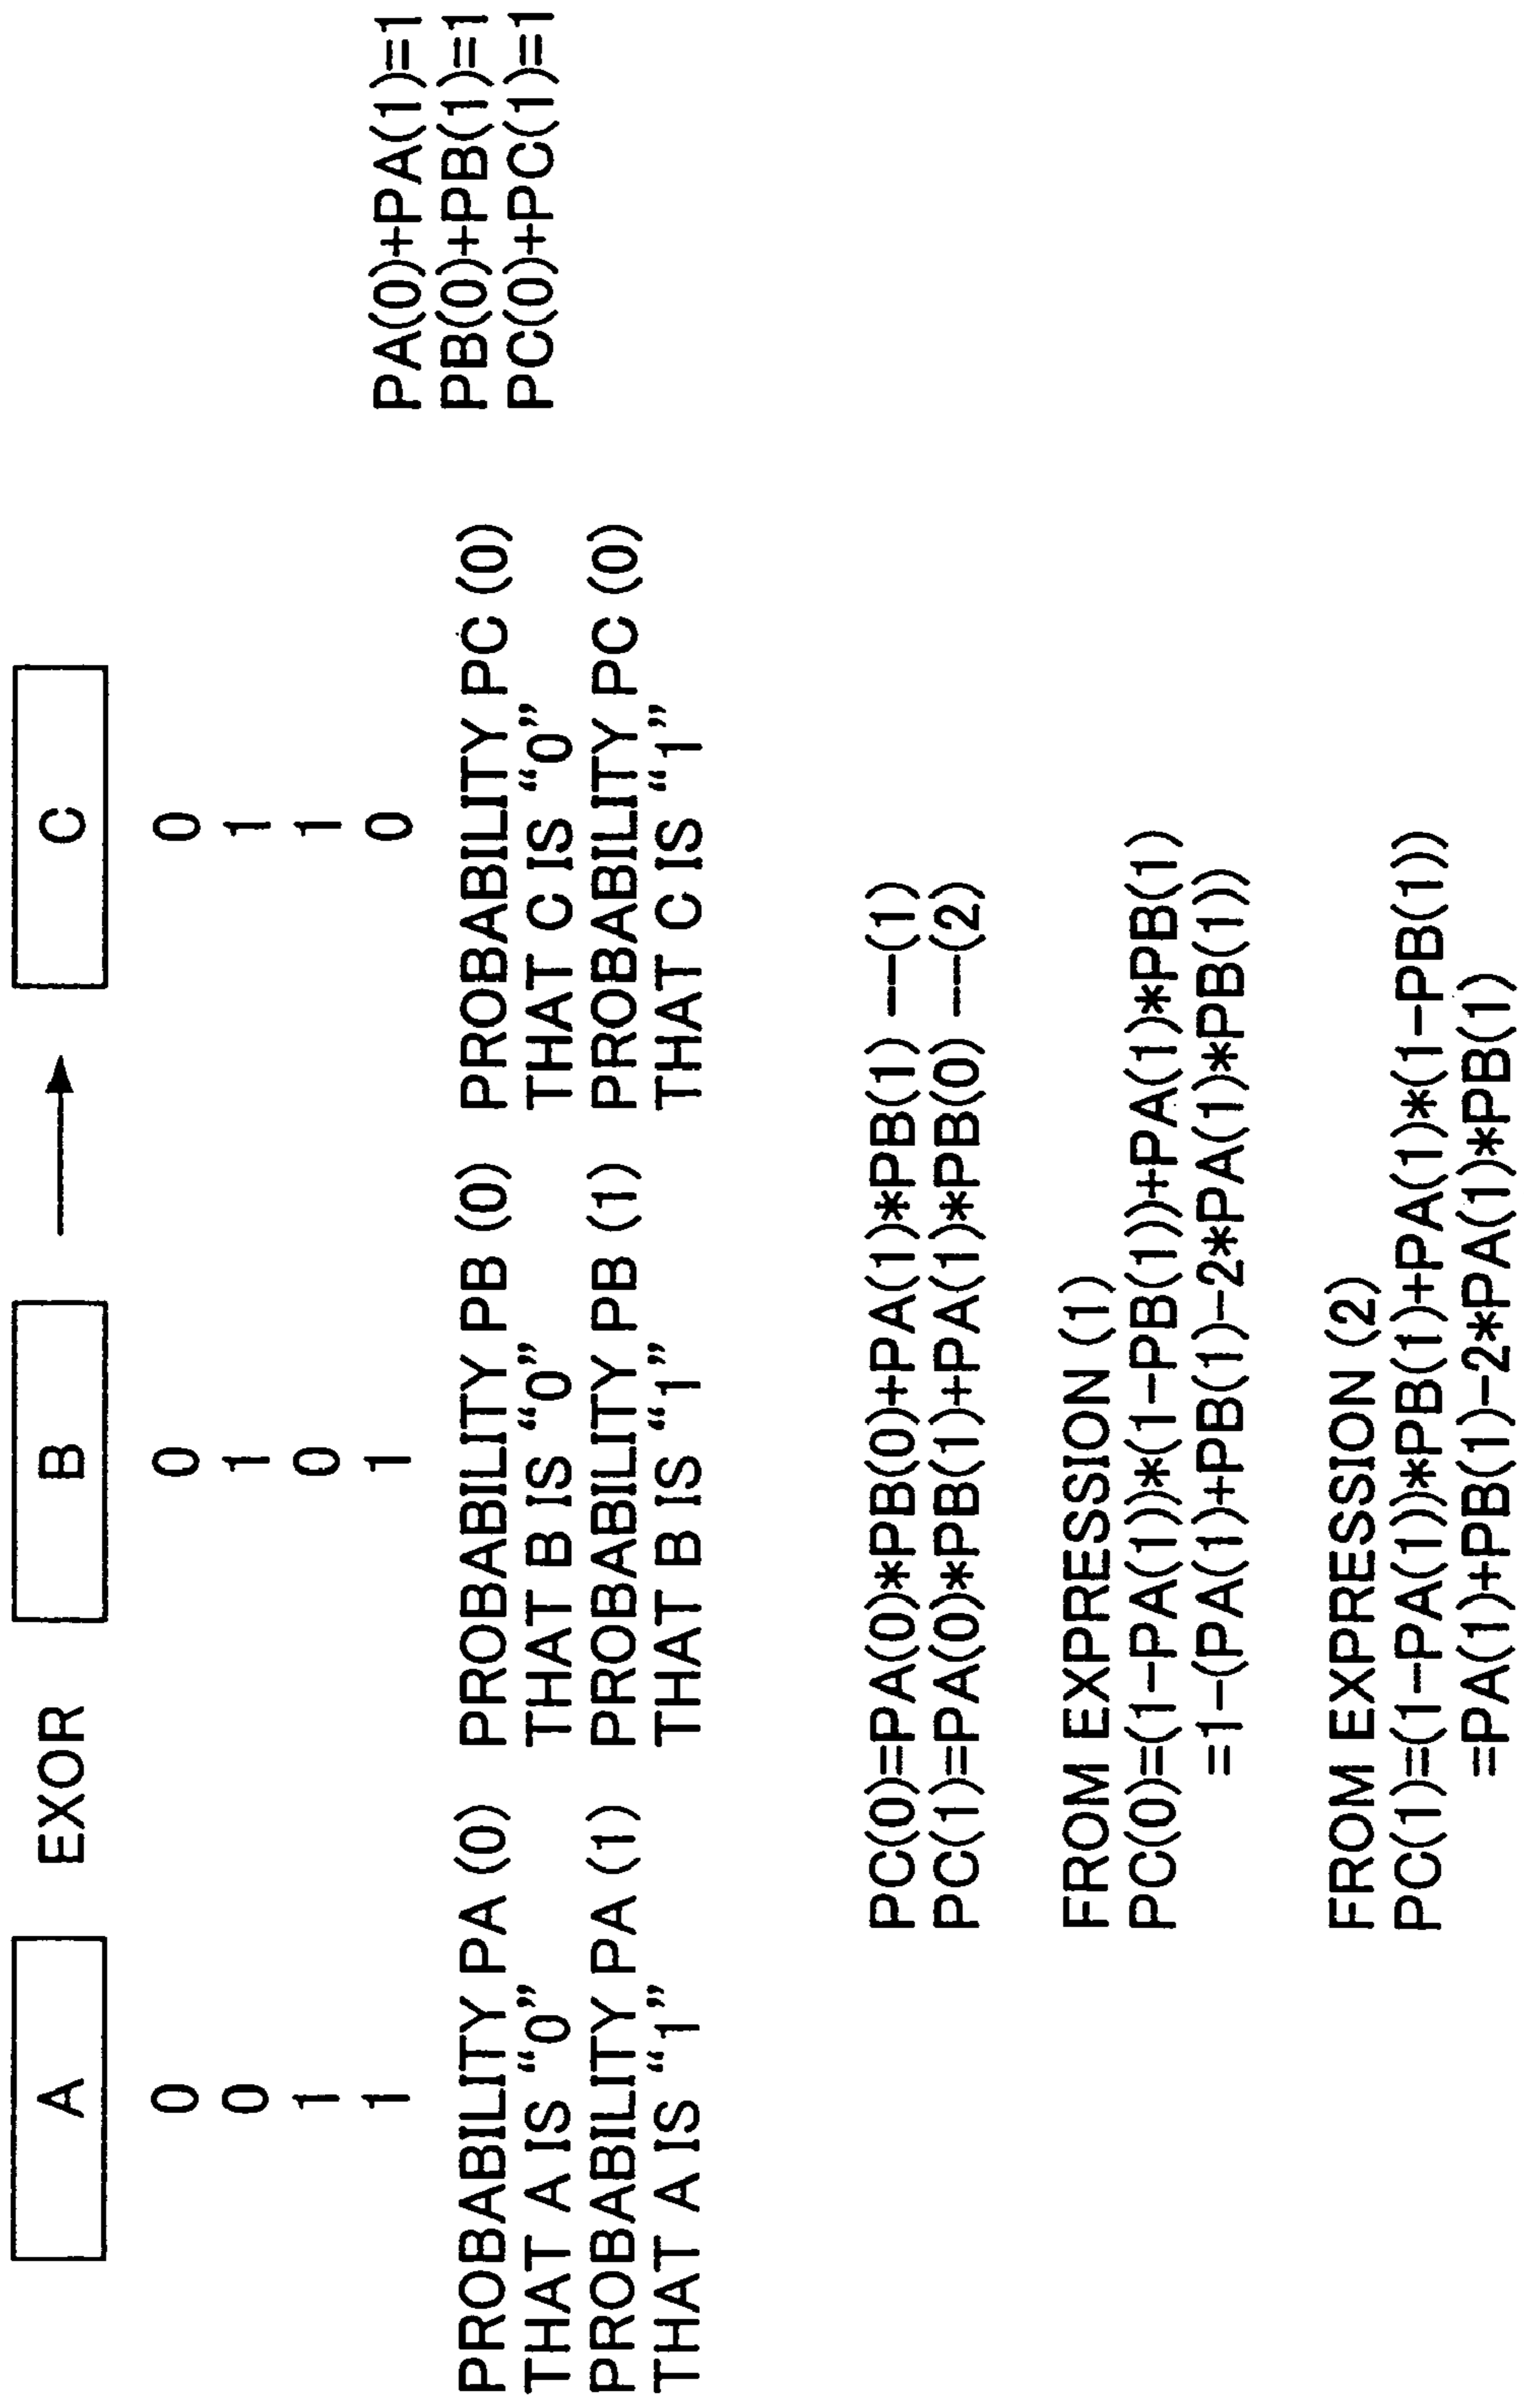 A EXOR B C
0 0 0
0 1 1
1 0 1
1 1 0
PA(0)+PA(1)=1
PB(0)+PB(1)=1
PC(0)+PC(1)=1
PROBABILITY PA (0)
THAT A IS “0”
PROBABILITY PA (1)
THAT A IS “1”
PROBABILITY PB (0)
THAT B IS “0”
PROBABILITY PB (1)
THAT B IS “1”
PROBABILITY PC (0)
THAT C IS “0”
PROBABILITY PC (0)
THAT C IS “1”
PC(0)=PA(0)*PB(0)+PA(1)*PB(1) ---(1)
PC(1)=PA(0)*PB(1)+PA(1)*PB(0) ---(2)
FROM EXPRESSION (1)
PC(0)=(1-PA(1))*(1-PB(1))+PA(1)*PB(1)
=1-(PA(1)+PB(1)-2*PA(1)*PB(1))
FROM EXPRESSION (2)
PC(1)=(1-PA(1))*PB(1)+PA(1)*(1-PB(1))
=PA(1)+PB(1)-2*PA(1)*PB(1)